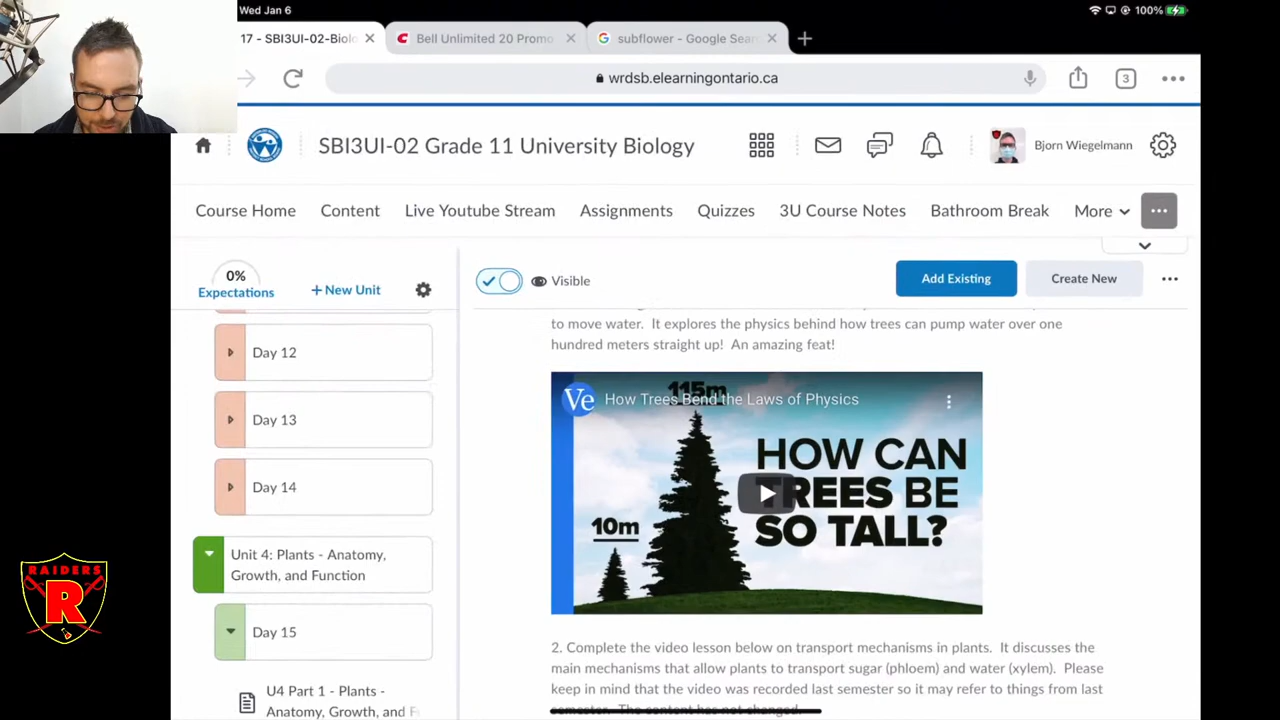 Wed Jan 6
100%
17 - SBI3UI-02-Biolo
Bell Unlimited 20 Promo
subflower - Google Sear
wrdsb.elearningontario.ca
3
SBI3UI-02 Grade 11 University Biology
Bjorn Wiegelmann
Course Home
Content
Live Youtube Stream
Assignments
Quizzes
3U Course Notes
Bathroom Break
More
0%
Expectations
+ New Unit
Visible
Add Existing
Create New
Day 12
Day 13
Day 14
Unit 4: Plants - Anatomy,
Growth, and Function
Day 15
U4 Part 1 - Plants -
Anatomy, Growth, and F
to move water. It explores the physics behind how trees can pump water over one
hundred meters straight up! An amazing feat!
Ve
How Trees Bend the Laws of Physics
115m
10m
HOW CAN
TREES BE
SO TALL?
2. Complete the video lesson below on transport mechanisms in plants. It discusses the
main mechanisms that allow plants to transport sugar (phloem) and water (xylem). Please
keep in mind that the video was recorded last semester so it may refer to things from last
semester. The content has not changed.
RAIDERS
R